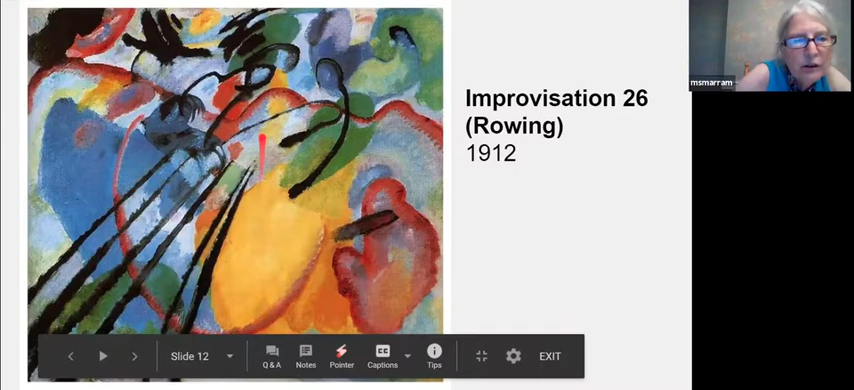 Improvisation 26
(Rowing)
1912
msmarram
Slide 12
Q & A
Notes
Pointer
Captions
Tips
EXIT